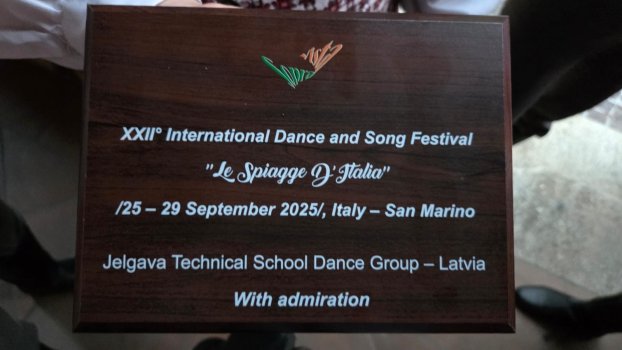 XXII° International Dance and Song Festival
"Le Spiagge D'Italia"
/25 – 29 September 2025/, Italy – San Marino
Jelgava Technical School Dance Group – Latvia
With admiration